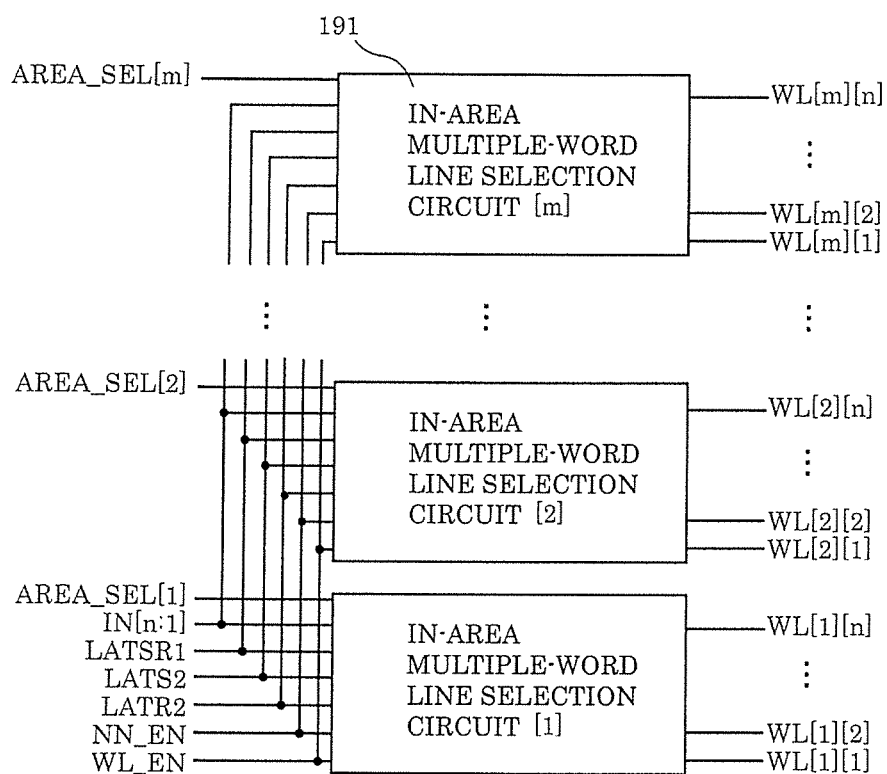 191
AREA_SEL[m]
IN-AREA
MULTIPLE-WORD
LINE SELECTION
CIRCUIT [m]
WL[m][n]
WL[m][2]
WL[m][1]
AREA_SEL[2]
IN-AREA
MULTIPLE-WORD
LINE SELECTION
CIRCUIT [2]
WL[2][n]
WL[2][2]
WL[2][1]
AREA_SEL[1]
IN[n:1]
LATSR1
LATS2
LATR2
NN_EN
WL_EN
IN-AREA
MULTIPLE-WORD
LINE SELECTION
CIRCUIT [1]
WL[1][n]
WL[1][2]
WL[1][1]